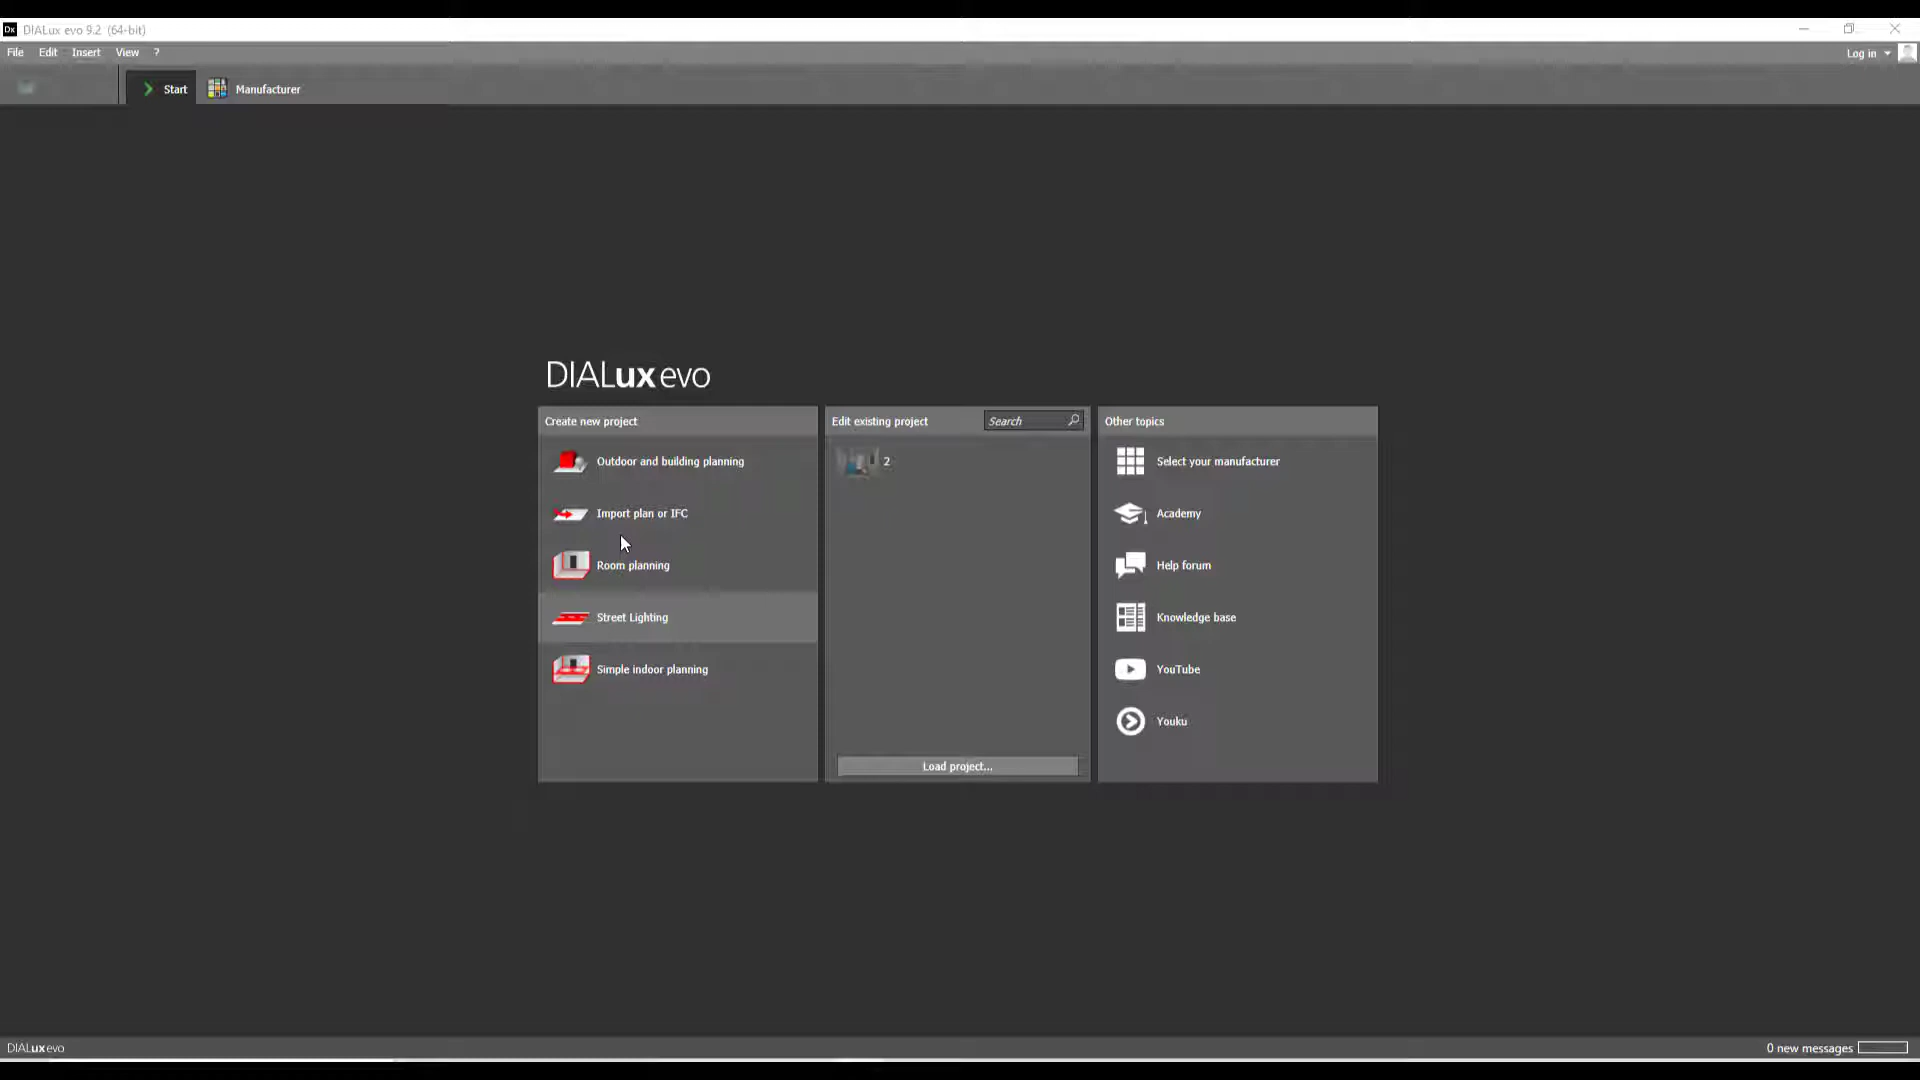 Dx DIALux evo 9.2 (64-bit)
File Edit Insert View ?
Log in
Start Manufacturer
DIALux evo
Create new project
Outdoor and building planning
Import plan or IFC
Room planning
Street Lighting
Simple indoor planning
Edit existing project Search
2
Load project...
Other topics
Select your manufacturer
Academy
Help forum
Knowledge base
YouTube
Youku
DIALux evo
0 new messages